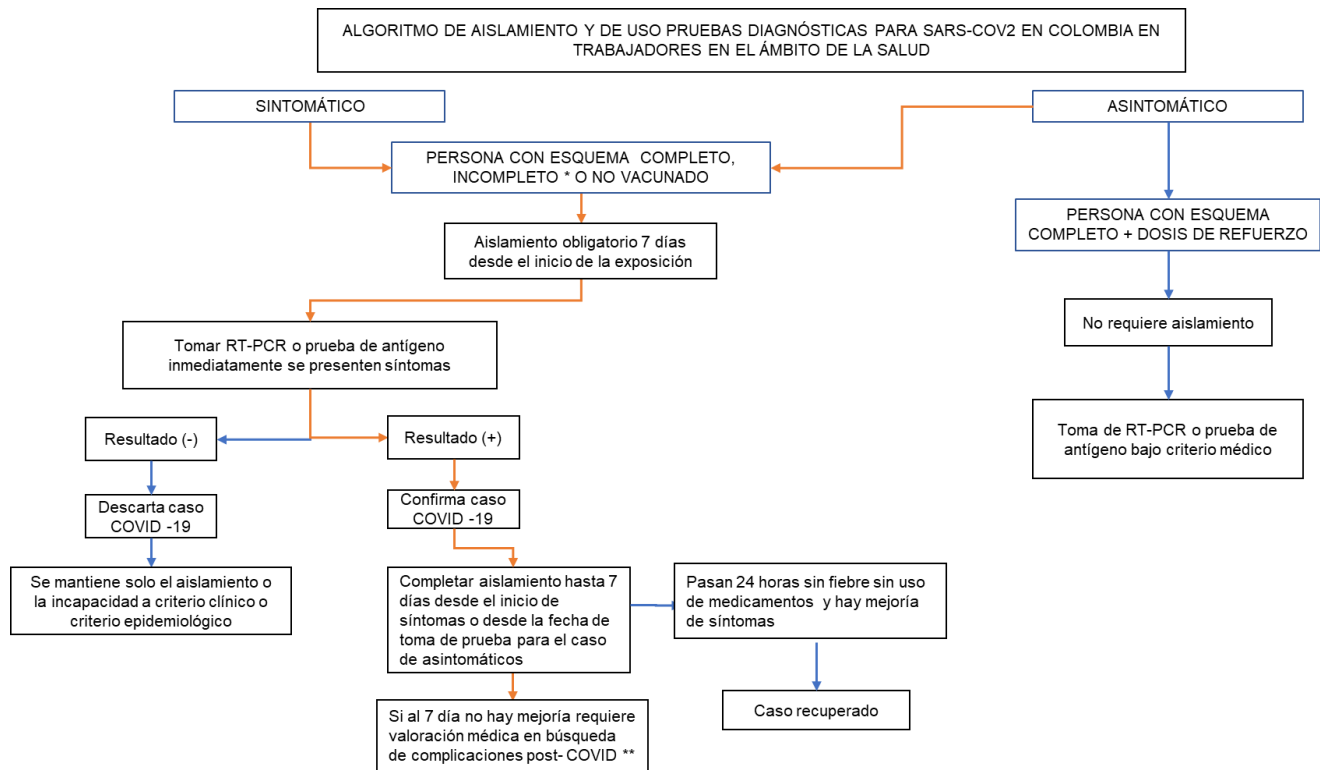 ALGORITMO DE AISLAMIENTO Y DE USO PRUEBAS DIAGNÓSTICAS PARA SARS-COV2 EN COLOMBIA EN
TRABAJADORES EN EL ÁMBITO DE LA SALUD
SINTOMÁTICO
ASINTOMÁTICO
PERSONA CON ESQUEMA COMPLETO,
INCOMPLETO * O NO VACUNADO
PERSONA CON ESQUEMA
COMPLETO + DOSIS DE REFUERZO
Aislamiento obligatorio 7 días
desde el inicio de la exposición
No requiere aislamiento
Tomar RT-PCR o prueba de antígeno
inmediatamente se presenten síntomas
Toma de RT-PCR o prueba de
antígeno bajo criterio médico
Resultado (-)
Resultado (+)
Descarta caso
COVID -19
Confirma caso
COVID -19
Se mantiene solo el aislamiento o
la incapacidad a criterio clínico o
criterio epidemiológico
Completar aislamiento hasta 7
días desde el inicio de
síntomas o desde la fecha de
toma de prueba para el caso
de asintomáticos
Pasan 24 horas sin fiebre sin uso
de medicamentos y hay mejoría
de síntomas
Caso recuperado
Si al 7 día no hay mejoría requiere
valoración médica en búsqueda
de complicaciones post- COVID **